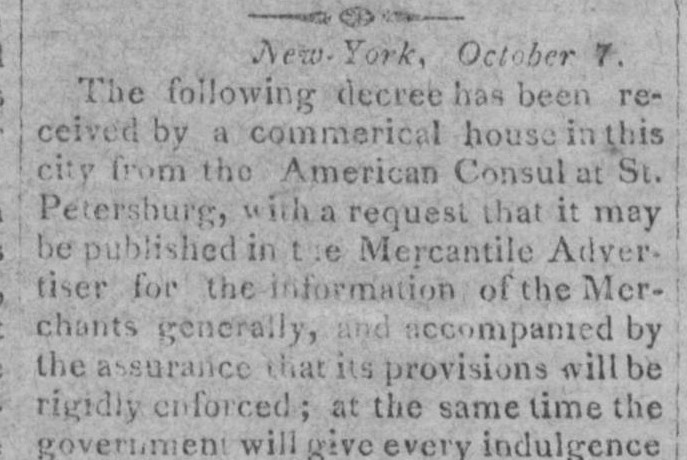 New-York, October 7.
The following decree has been re-
ceived by a commerical house in this
city from the American Consul at St.
Petersburg, with a request that it may
be published in the Mercantile Adver-
tiser for the information of the Mer-
chants generally, and accompanied by
the assurance that its provisions will be
rigidly enforced; at the same time the
government will give every indulgence